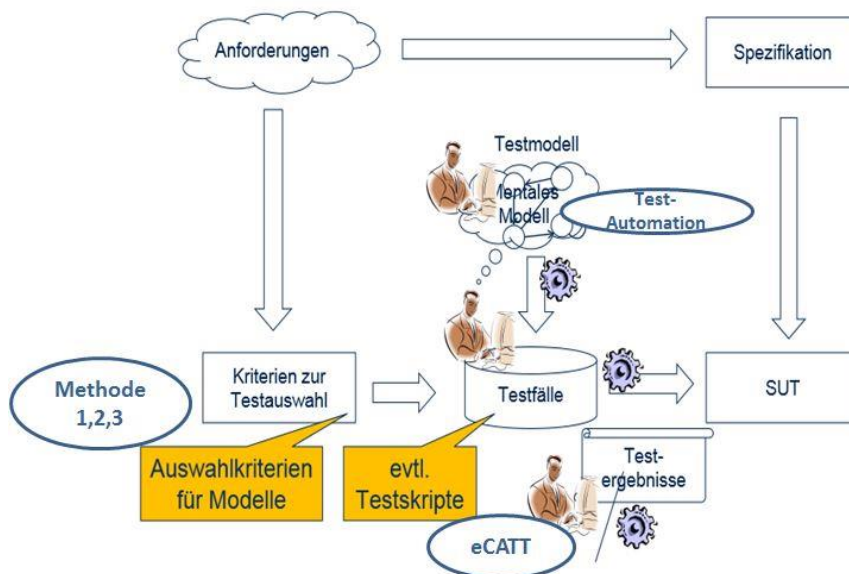 Anforderungen
Spezifikation
Testmodell
Mentales
Modell
Test-
Automation
Methode
1,2,3
Kriterien zur
Testauswahl
Testfälle
SUT
Auswahlkriterien
für Modelle
evtl.
Testskripte
Test-
ergebnisse
eCATT